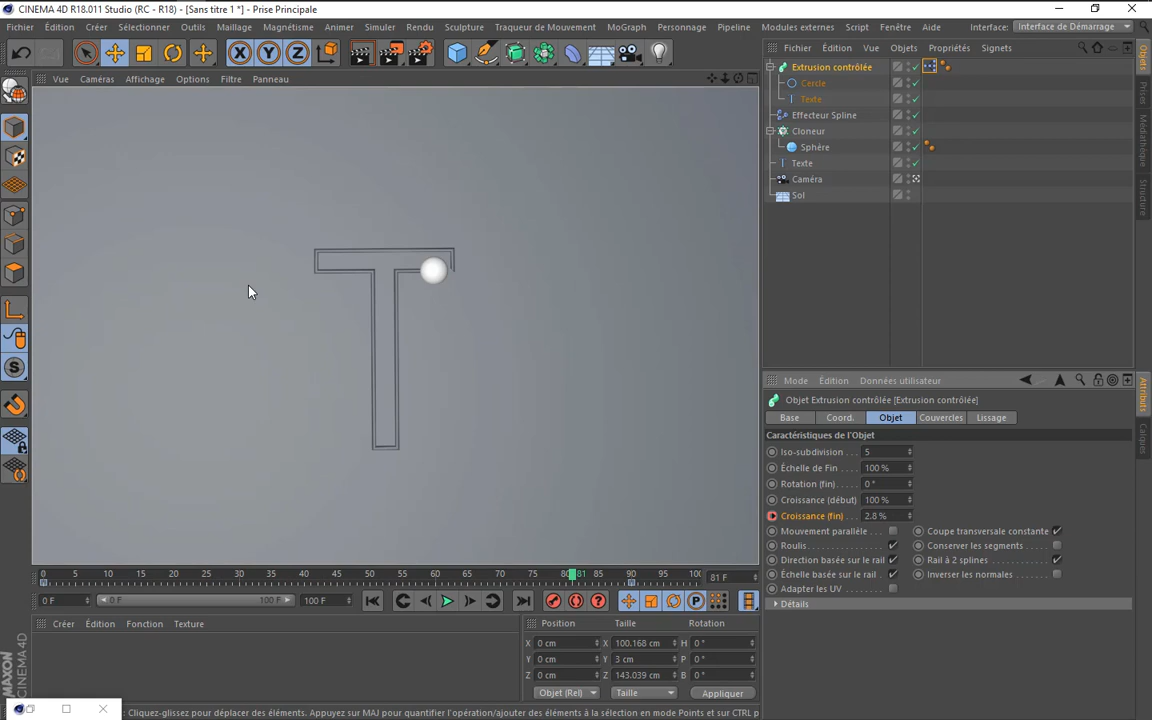 CINEMA 4D R18.011 Studio (RC - R18) - [Sans titre 1 *] - Prise Principale
Fichier Édition Créer Sélectionner Outils Maillage Magnétisme Animer Simuler Rendu Sculpture Traqueur de Mouvement MoGraph Personnage Pipeline Modules externes Script Fenêtre Aide Interface: Interface de Démarrage
X Y Z
Vue Caméras Affichage Options Filtre Panneau
Fichier Édition Vue Objets Propriétés Signets
Extrusion contrôlée
Cercle
Texte
Effecteur Spline
Cloneur
Sphère
Texte
Caméra
Sol
Objets
Prises
Médiathèque
Structure
Mode Édition Données utilisateur
Objet Extrusion contrôlée [Extrusion contrôlée]
Base Coord. Objet Couvercles Lissage
Caractéristiques de l'Objet
Iso-subdivision . . . 5
Échelle de Fin 100 %
Rotation (fin) . . . . 0 °
Croissance (début) 100 %
Croissance (fin) . . 2.8 %
Mouvement parallèle . . . Coupe transversale constante
Roulis . . . . . . . . . . Conserver les segments . . .
Direction basée sur le rail Rail à 2 splines . . . . . .
Échelle basée sur le rail . Inverser les normales . . .
Adapter les UV . . . . .
Détails
Attributs
Calques
0 5 10 15 20 25 30 35 40 45 50 55 60 65 70 75 80 81 85 90 95 100 81 F
0 F 0 F 100 F 100 F
Créer Édition Fonction Texture
Position Taille Rotation
X 0 cm X 100.168 cm H 0 °
Y 0 cm Y 3 cm P 0 °
Z 0 cm Z 143.039 cm B 0 °
Objet (Rel) Taille Appliquer
MAXON
CINEMA 4D
Cliquez-glissez pour déplacer des éléments. Appuyez sur MAJ pour quantifier l'opération/ajouter des éléments à la sélection en mode Points et sur CTRL p